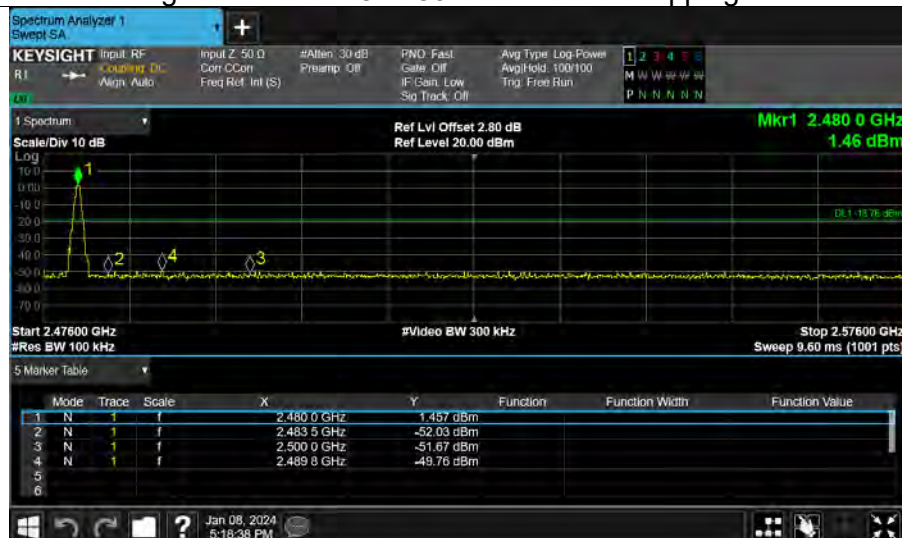 Spectrum Analyzer 1
Swept SA
+
KEYSIGHT Input: RF Input Z: 50 Ω #Atten: 30 dB PNO: Fast Avg Type: Log-Power 1 2 3 4 5 6
R1 Coupling: DC Corr CCorr Preamp: Off Gate: Off Avg|Hold: 100/100 M W W W W W W
Align: Auto Freq Ref: Int (S) IF Gain: Low Trig: Free Run
Sig Track: Off P N N N N N N
1 Spectrum
Scale/Div 10 dB
Ref Lvl Offset 2.80 dB
Ref Level 20.00 dBm
Mkr1 2.480 0 GHz
1.46 dBm
Log
10.0
0.00
-10.0
-20.0
-30.0
-40.0
-50.0
-60.0
-70.0
1
2
4
3
DL1 -18.76 dBm
Start 2.47600 GHz #Video BW 300 kHz Stop 2.57600 GHz
#Res BW 100 kHz Sweep 9.60 ms (1001 pts)
5 Marker Table
Mode Trace Scale X Y Function Function Width Function Value
1 N 1 f 2.480 0 GHz 1.457 dBm
2 N 1 f 2.483 5 GHz -52.03 dBm
3 N 1 f 2.500 0 GHz -51.67 dBm
4 N 1 f 2.489 8 GHz -49.76 dBm
5
6
? Jan 08, 2024
5:18:38 PM